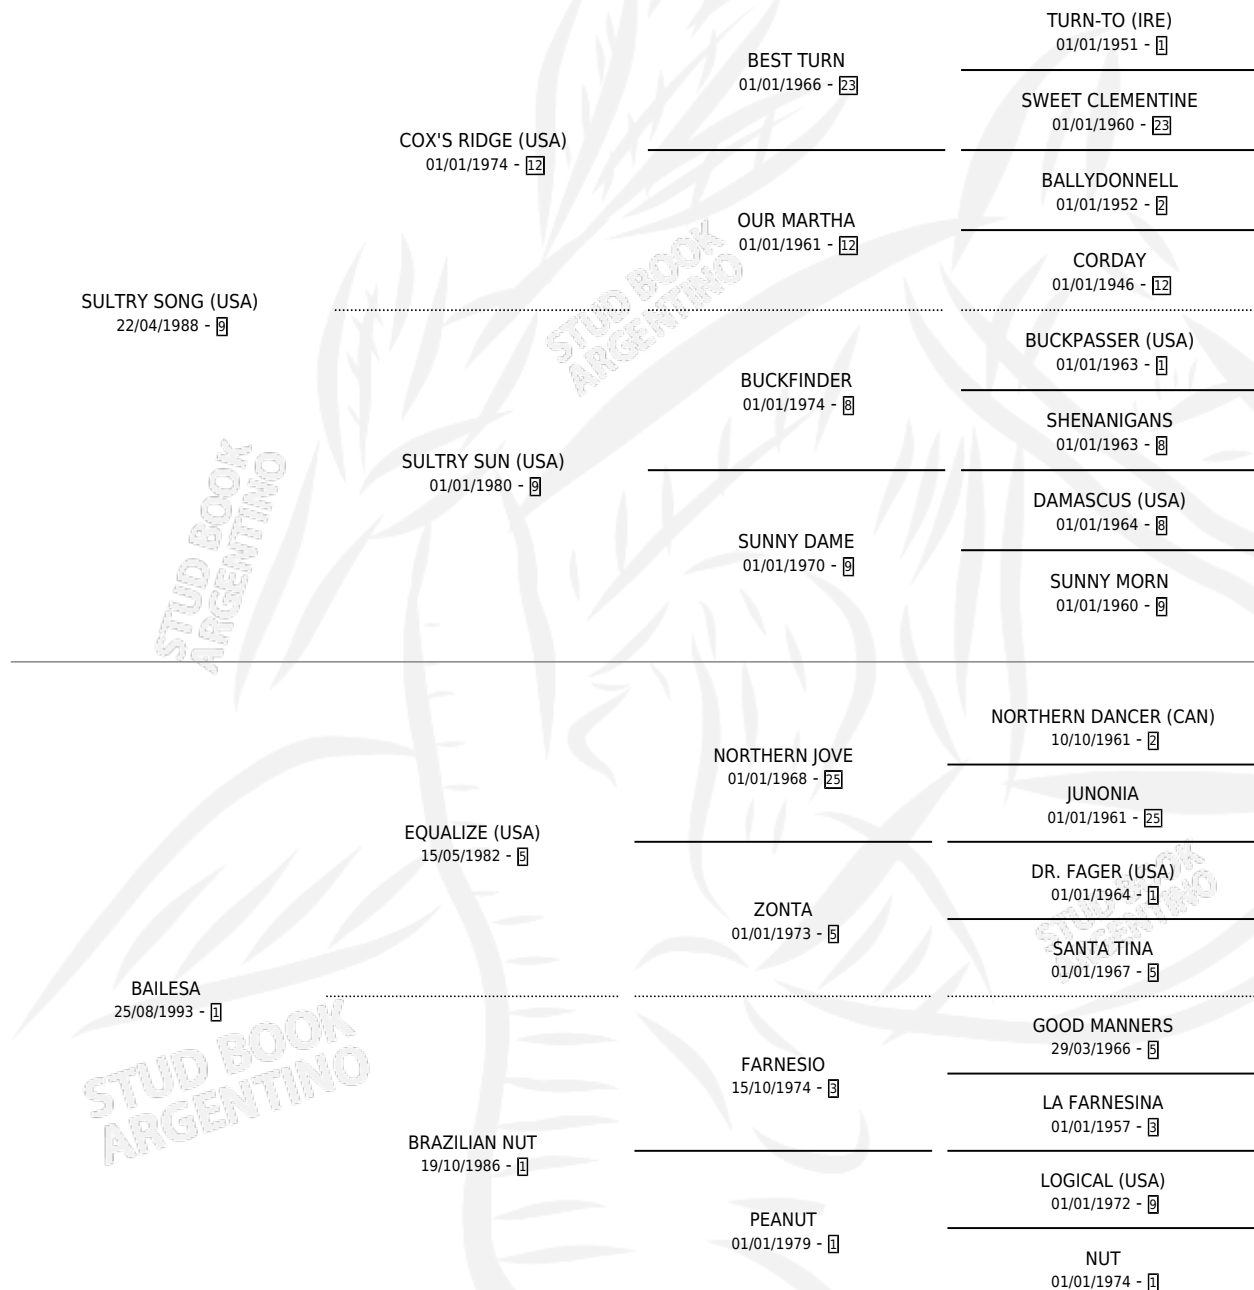 TURN-TO (IRE)
01/01/1951 - 1
BEST TURN
01/01/1966 - 23
SWEET CLEMENTINE
01/01/1960 - 23
COX'S RIDGE (USA)
01/01/1974 - 12
BALLYDONNELL
01/01/1952 - 2
OUR MARTHA
01/01/1961 - 12
CORDAY
01/01/1946 - 12
SULTRY SONG (USA)
22/04/1988 - 9
BUCKPASSER (USA)
01/01/1963 - 1
BUCKFINDER
01/01/1974 - 8
SHENANIGANS
01/01/1963 - 8
SULTRY SUN (USA)
01/01/1980 - 9
DAMASCUS (USA)
01/01/1964 - 8
SUNNY DAME
01/01/1970 - 9
SUNNY MORN
01/01/1960 - 9
NORTHERN DANCER (CAN)
10/10/1961 - 2
NORTHERN JOVE
01/01/1968 - 25
JUNONIA
01/01/1961 - 25
EQUALIZE (USA)
15/05/1982 - 5
DR. FAGER (USA)
01/01/1964 - 1
ZONTA
01/01/1973 - 5
SANTA TINA
01/01/1967 - 5
BAILESA
25/08/1993 - 1
GOOD MANNERS
29/03/1966 - 5
FARNESIO
15/10/1974 - 3
LA FARNESINA
01/01/1957 - 3
BRAZILIAN NUT
19/10/1986 - 1
LOGICAL (USA)
01/01/1972 - 9
PEANUT
01/01/1979 - 1
NUT
01/01/1974 - 1
STUD BOOK
ARGENTINO
STUD BOOK
ARGENTINO
STUD BOOK
ARGENTINO
STUD BOOK
ARGENTINO